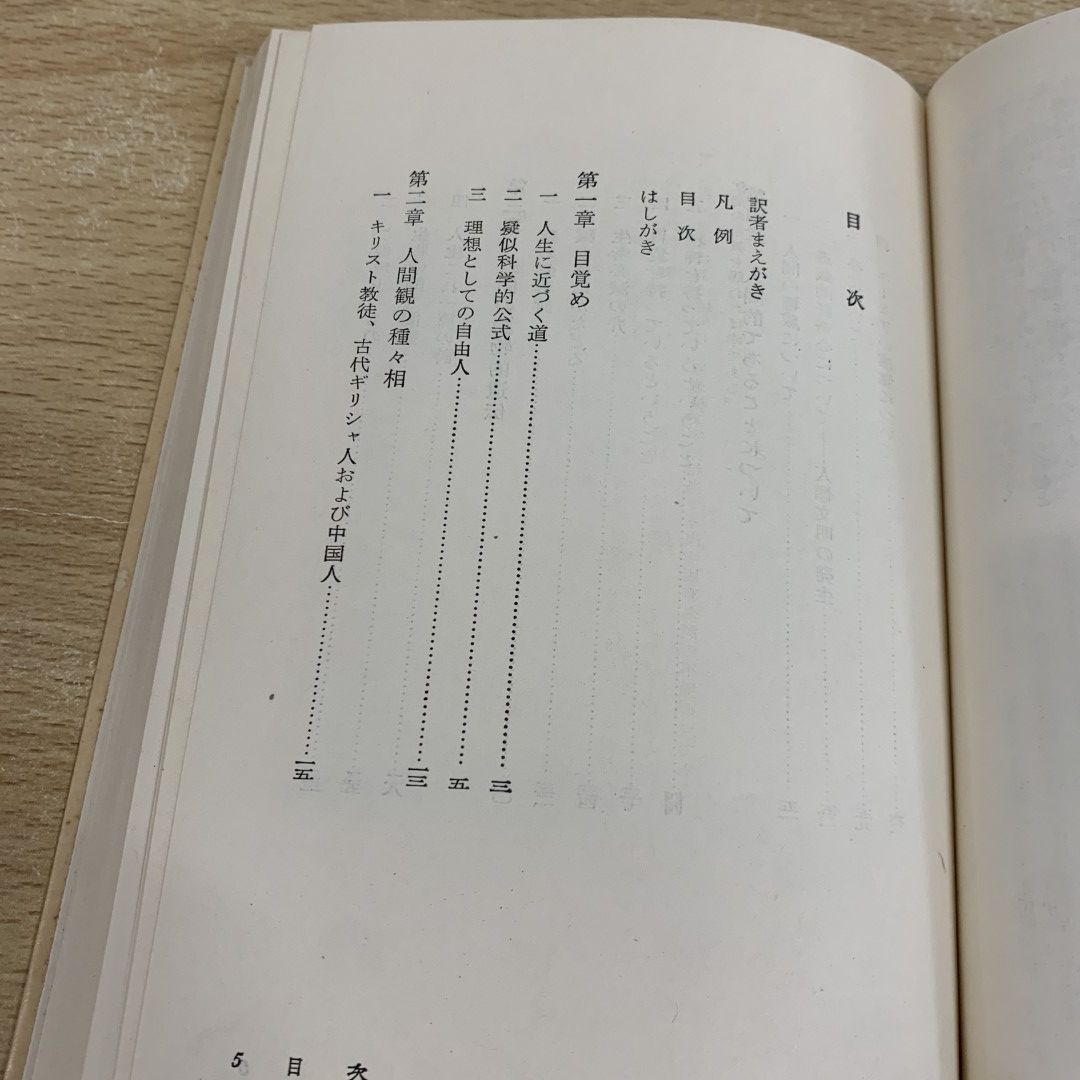 目次
訳者まえがき
凡例
目次
はしがき
第一章 目覚め
一 人生に近づく道……三
二 疑似科学的公式……五
三 理想としての自由人……一三
第二章 人間観の種々相
一 キリスト教徒、古代ギリシャ人および中国人……一五
5 目次